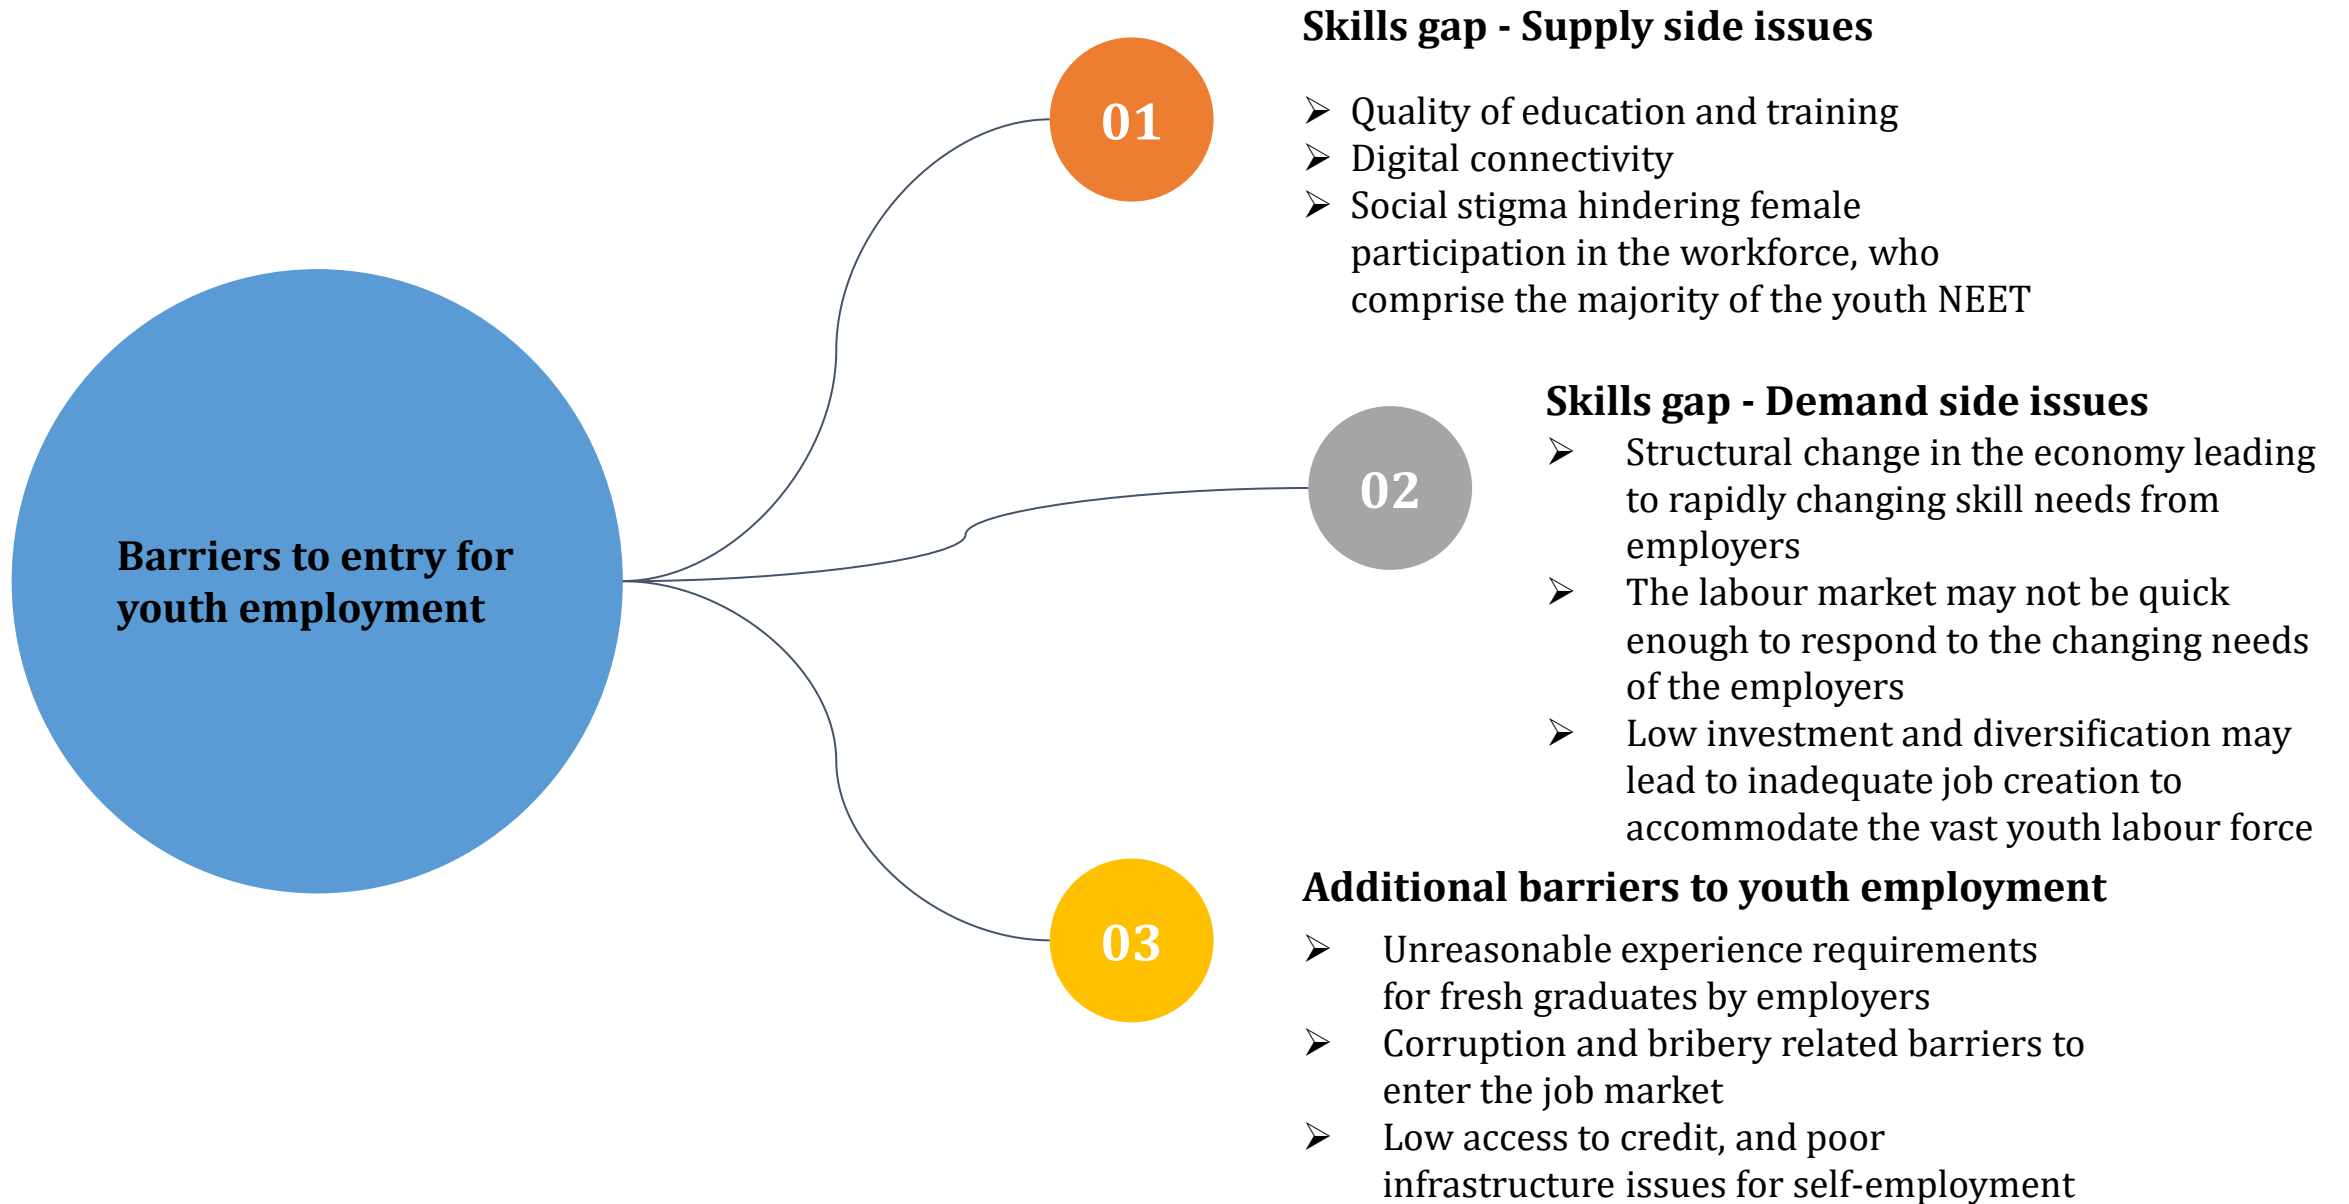 Barriers to entry for
youth employment
01
Skills gap - Supply side issues
➢ Quality of education and training
➢ Digital connectivity
➢ Social stigma hindering female
participation in the workforce, who
comprise the majority of the youth NEET
02
Skills gap - Demand side issues
➢ Structural change in the economy leading
to rapidly changing skill needs from
employers
➢ The labour market may not be quick
enough to respond to the changing needs
of the employers
➢ Low investment and diversification may
lead to inadequate job creation to
accommodate the vast youth labour force
03
Additional barriers to youth employment
➢ Unreasonable experience requirements
for fresh graduates by employers
➢ Corruption and bribery related barriers to
enter the job market
➢ Low access to credit, and poor
infrastructure issues for self-employment